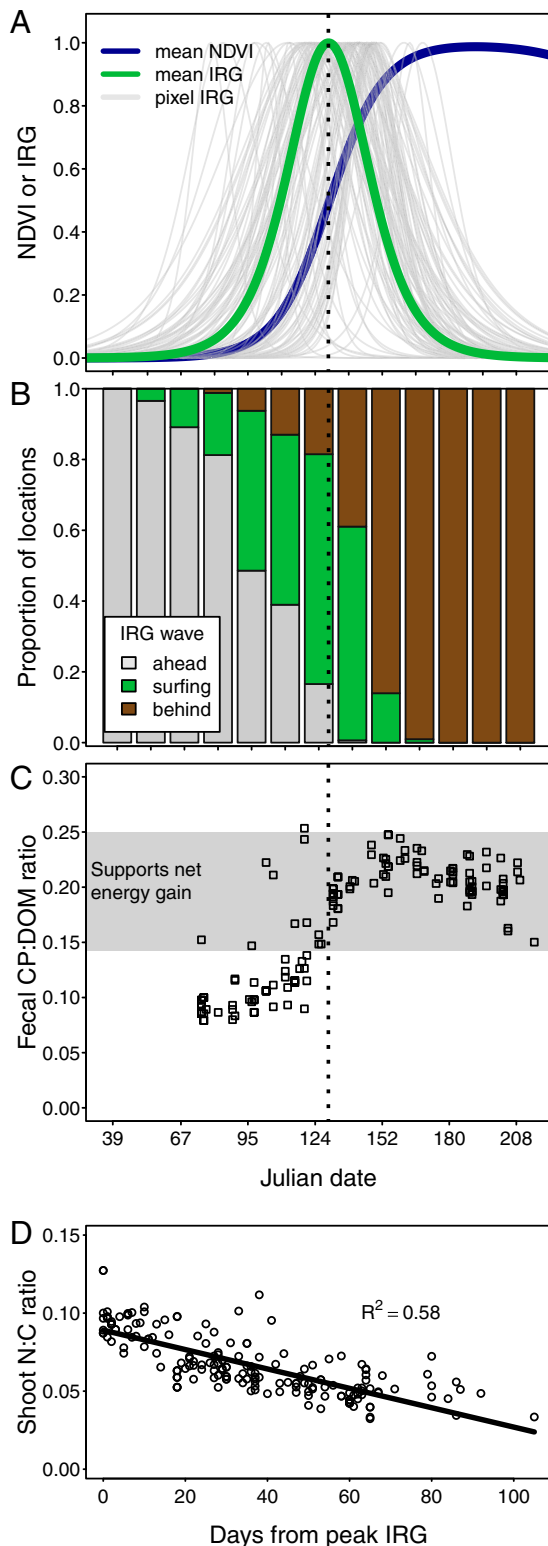 A
1.0
0.8
0.6
0.4
0.2
0.0
NDVI or IRG
mean NDVI
mean IRG
pixel IRG
B
1.0
0.8
0.6
0.4
0.2
0.0
Proportion of locations
IRG wave
ahead
surfing
behind
C
0.30
0.25
0.20
0.15
0.10
0.05
0.00
Fecal CP:DOM ratio
Supports net
energy gain
39 67 95 124 152 180 208
Julian date
D
0.15
0.10
0.05
0.00
Shoot N:C ratio
R² = 0.58
0 20 40 60 80 100
Days from peak IRG